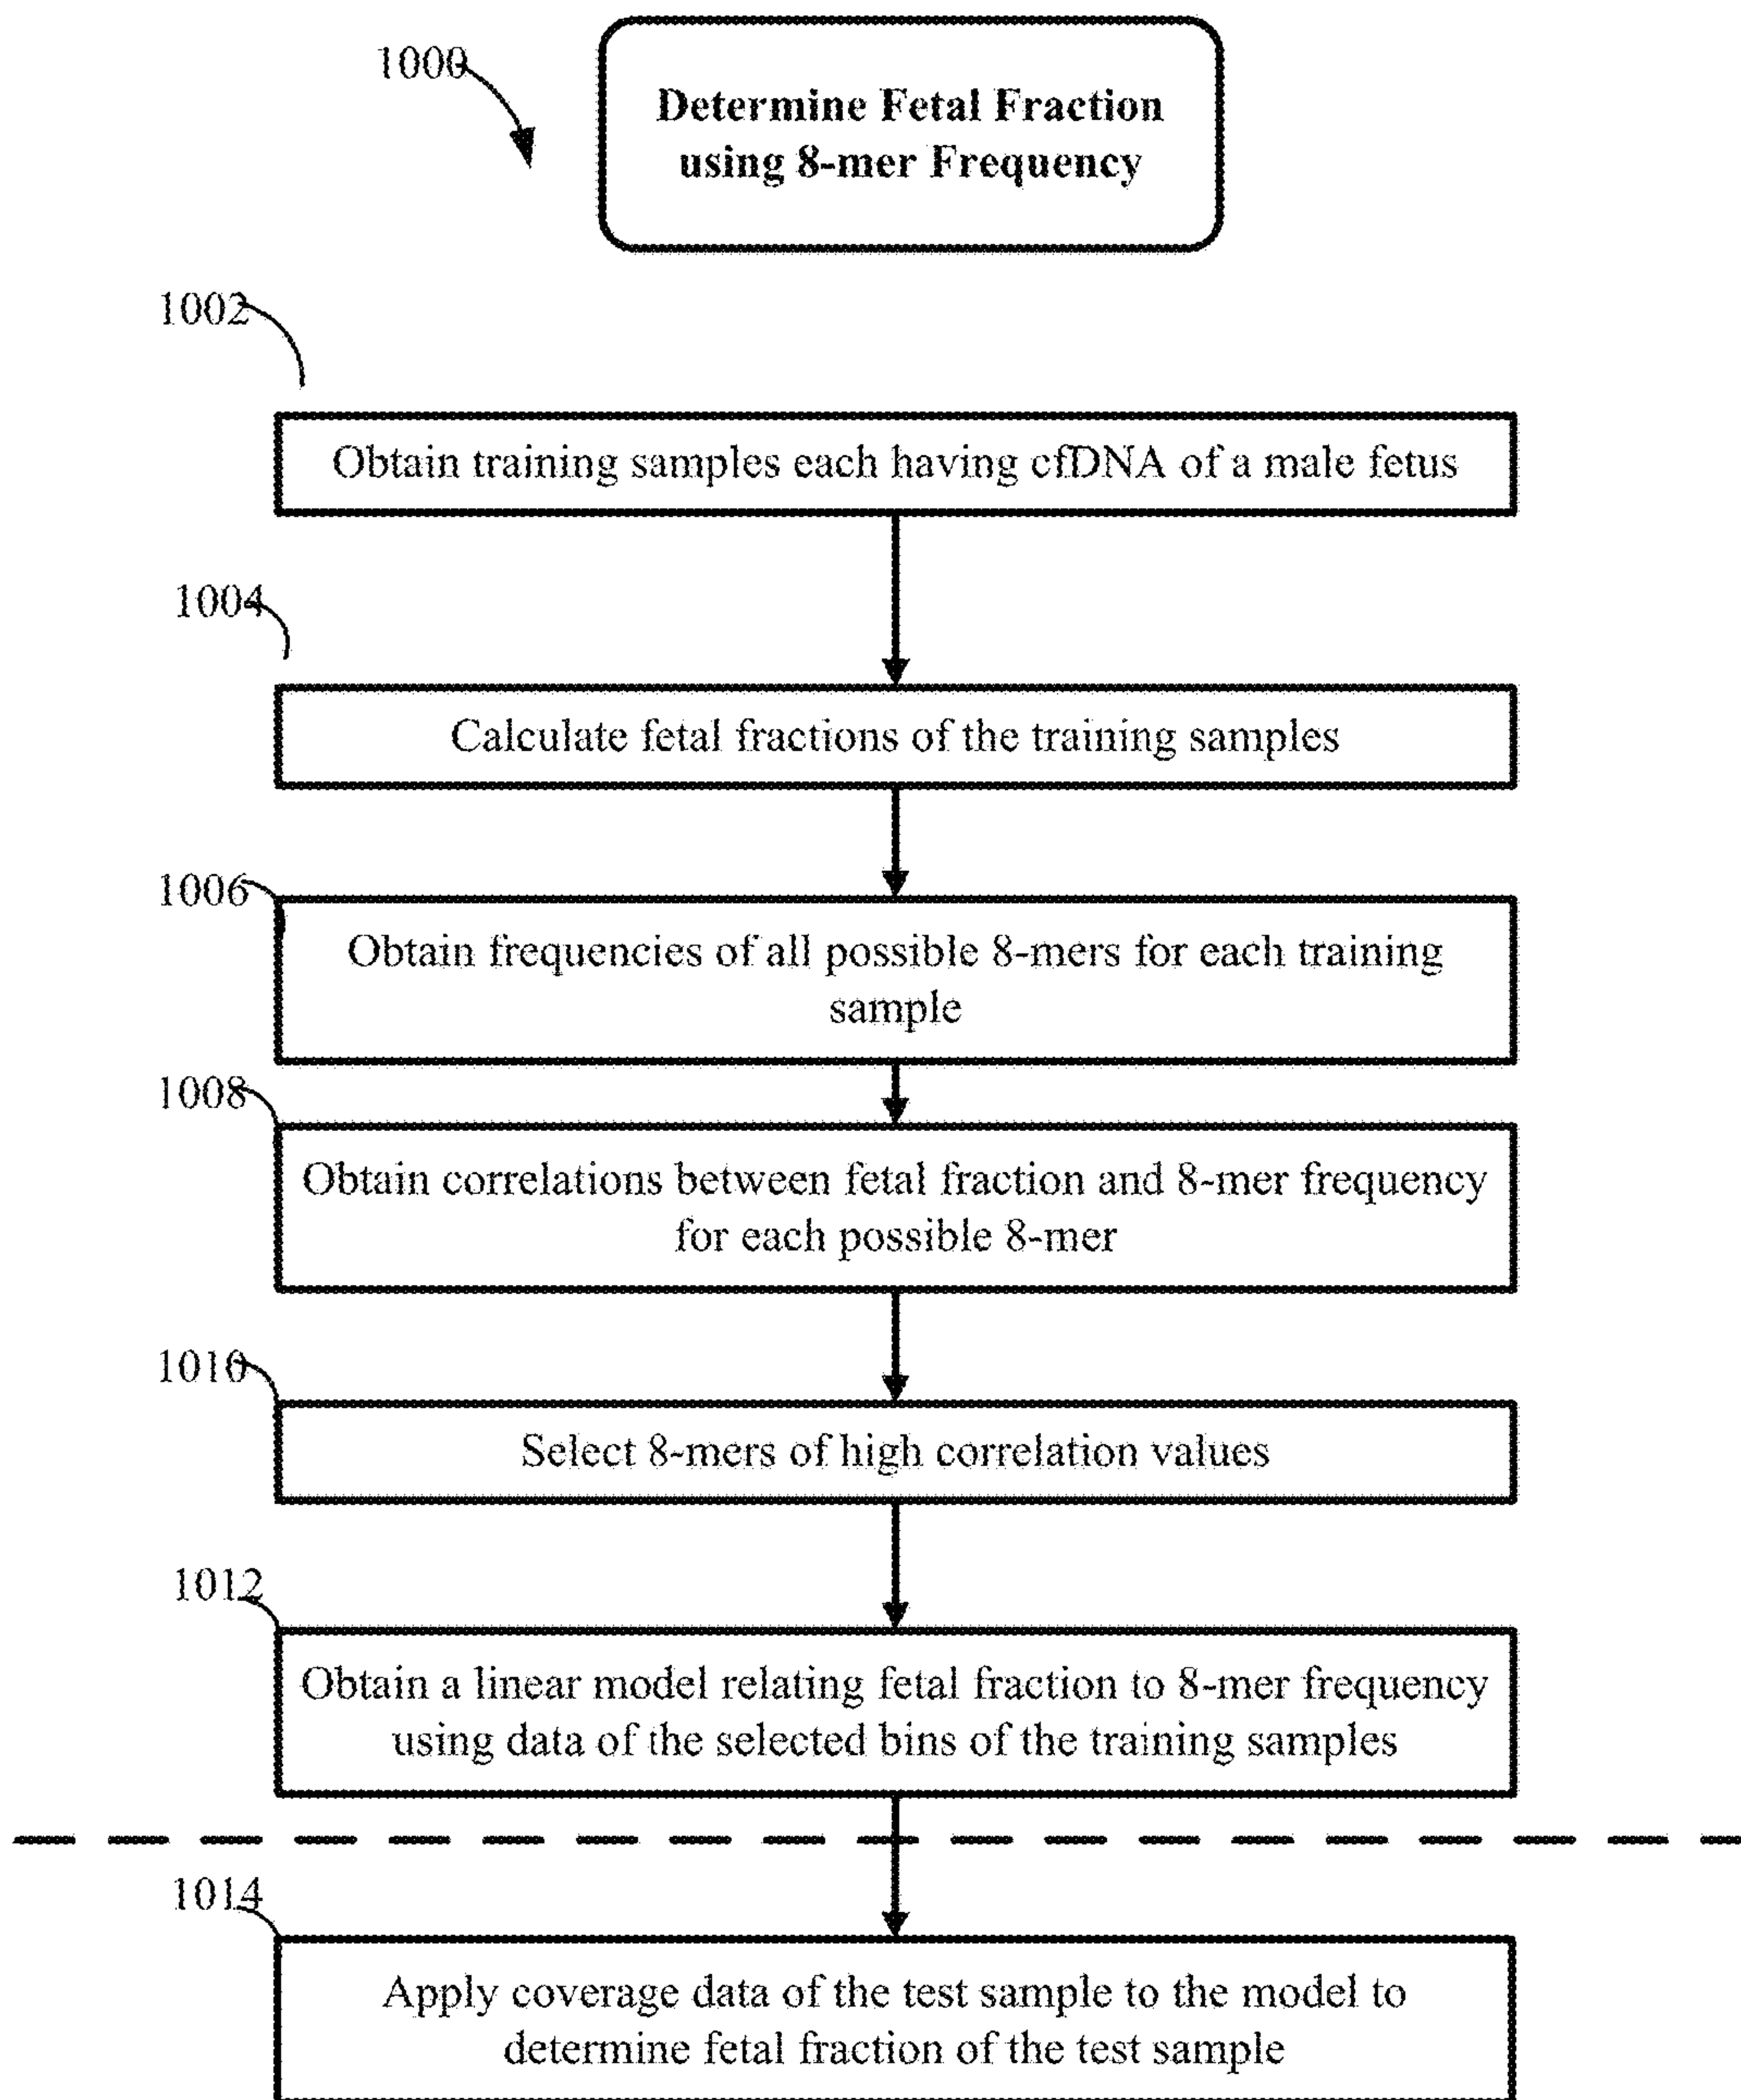 1000
Determine Fetal Fraction
using 8-mer Frequency
1002
Obtain training samples each having cfDNA of a male fetus
1004
Calculate fetal fractions of the training samples
1006
Obtain frequencies of all possible 8-mers for each training
sample
1008
Obtain correlations between fetal fraction and 8-mer frequency
for each possible 8-mer
1010
Select 8-mers of high correlation values
1012
Obtain a linear model relating fetal fraction to 8-mer frequency
using data of the selected bins of the training samples
1014
Apply coverage data of the test sample to the model to
determine fetal fraction of the test sample